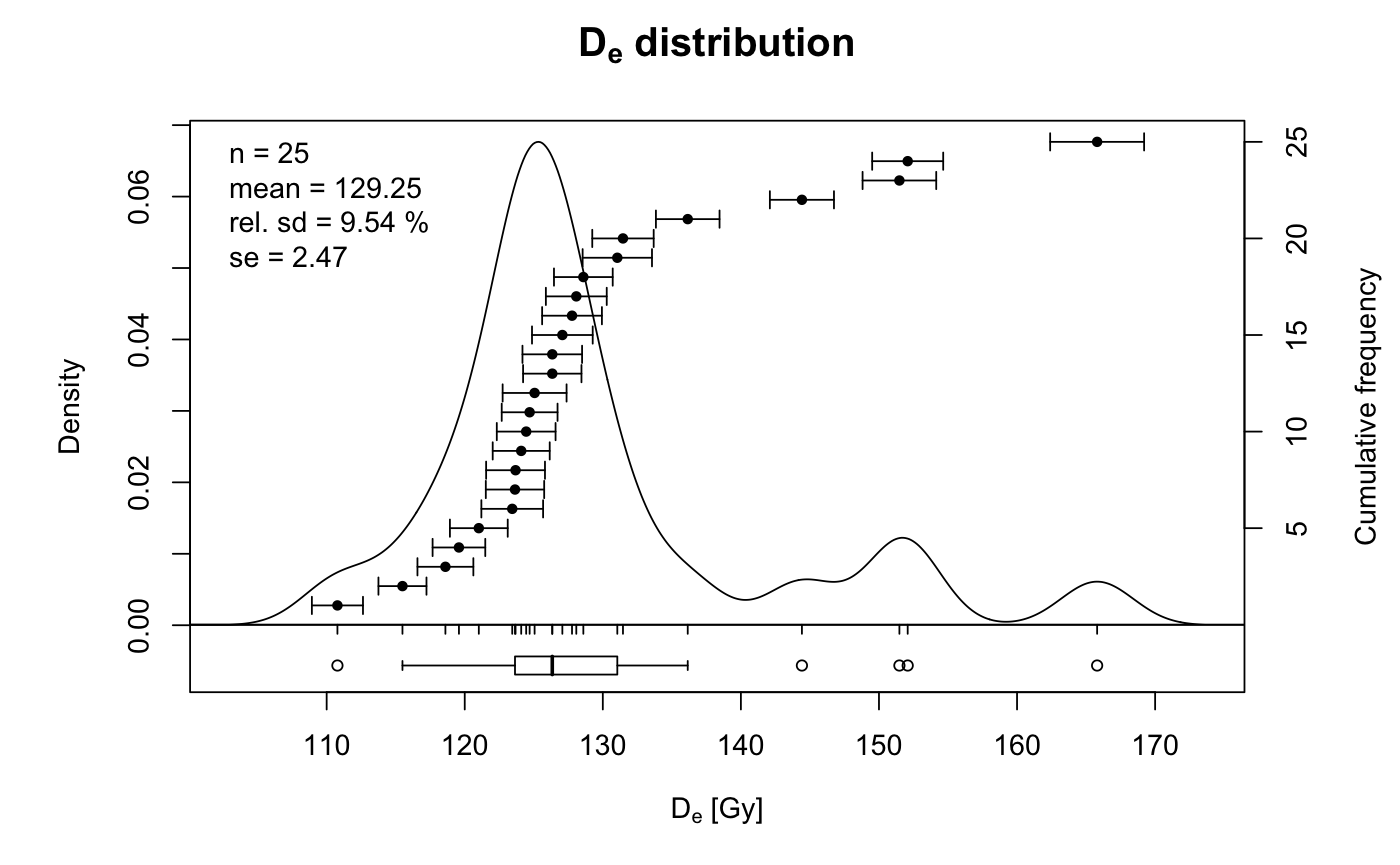 De distribution
n = 25
mean = 129.25
rel. sd = 9.54 %
se = 2.47
Density
0.00
0.02
0.04
0.06
Cumulative frequency
5
10
15
20
25
110
120
130
140
150
160
170
De [Gy]